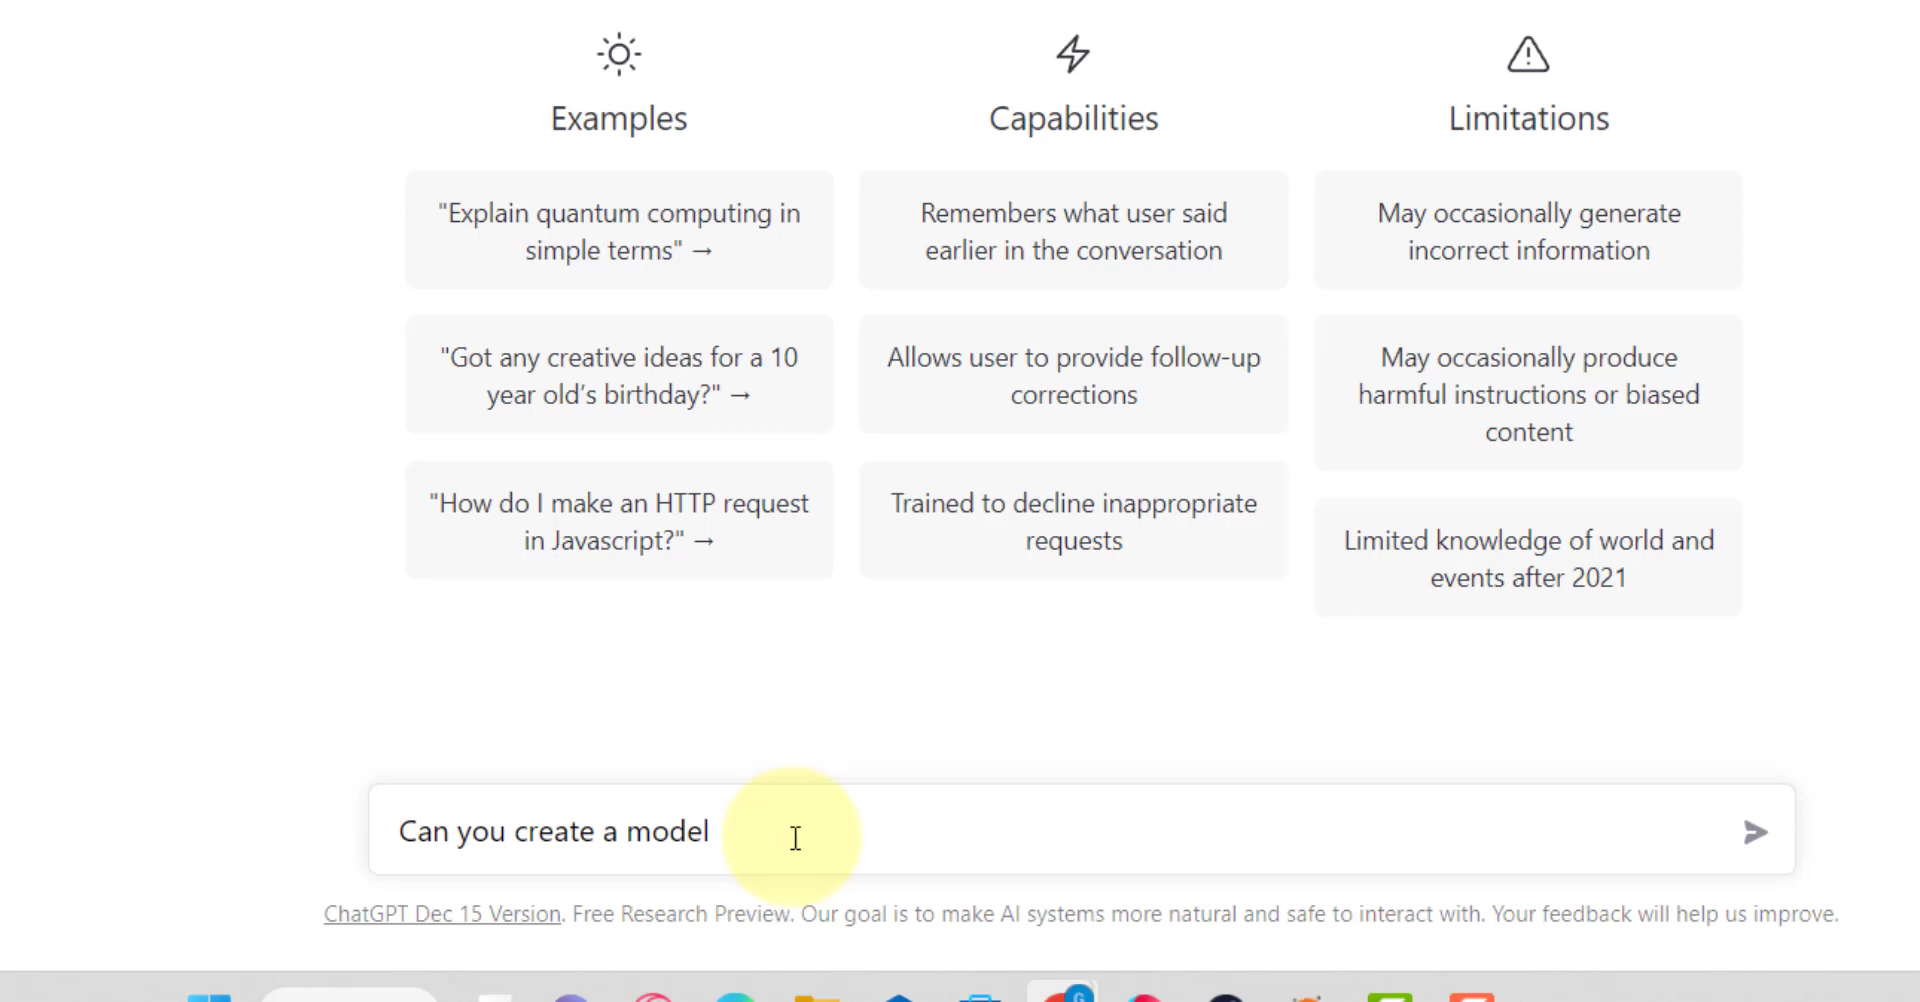 Examples
Capabilities
Limitations
"Explain quantum computing in
simple terms" →
Remembers what user said
earlier in the conversation
May occasionally generate
incorrect information
"Got any creative ideas for a 10
year old's birthday?" →
Allows user to provide follow-up
corrections
May occasionally produce
harmful instructions or biased
content
"How do I make an HTTP request
in Javascript?" →
Trained to decline inappropriate
requests
Limited knowledge of world and
events after 2021
Can you create a model
ChatGPT Dec 15 Version. Free Research Preview. Our goal is to make AI systems more natural and safe to interact with. Your feedback will help us improve.
G